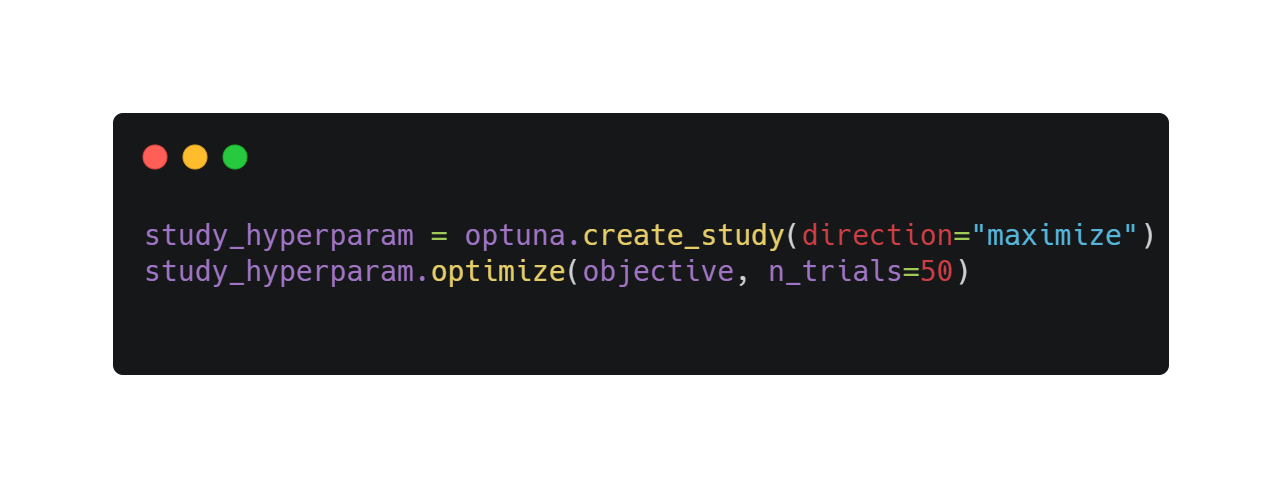 study_hyperparam = optuna.create_study(direction="maximize")
study_hyperparam.optimize(objective, n_trials=50)